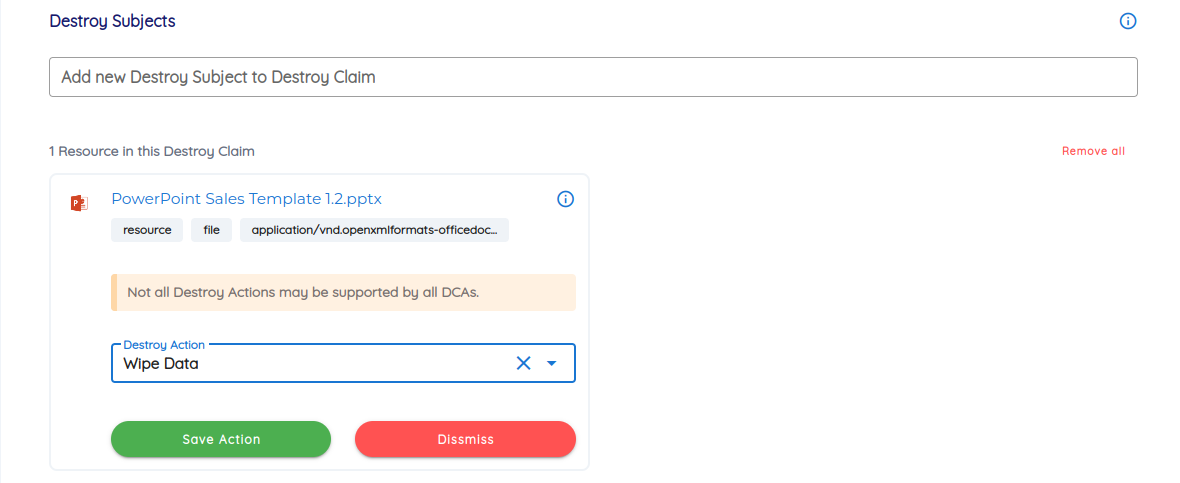 Destroy Subjects
Add new Destroy Subject to Destroy Claim
1 Resource in this Destroy Claim
Remove all
PowerPoint Sales Template 1.2.pptx
resource
file
application/vnd.openxmlformats-officedoc...
Not all Destroy Actions may be supported by all DCAs.
Destroy Action
Wipe Data
Save Action
Dissmiss